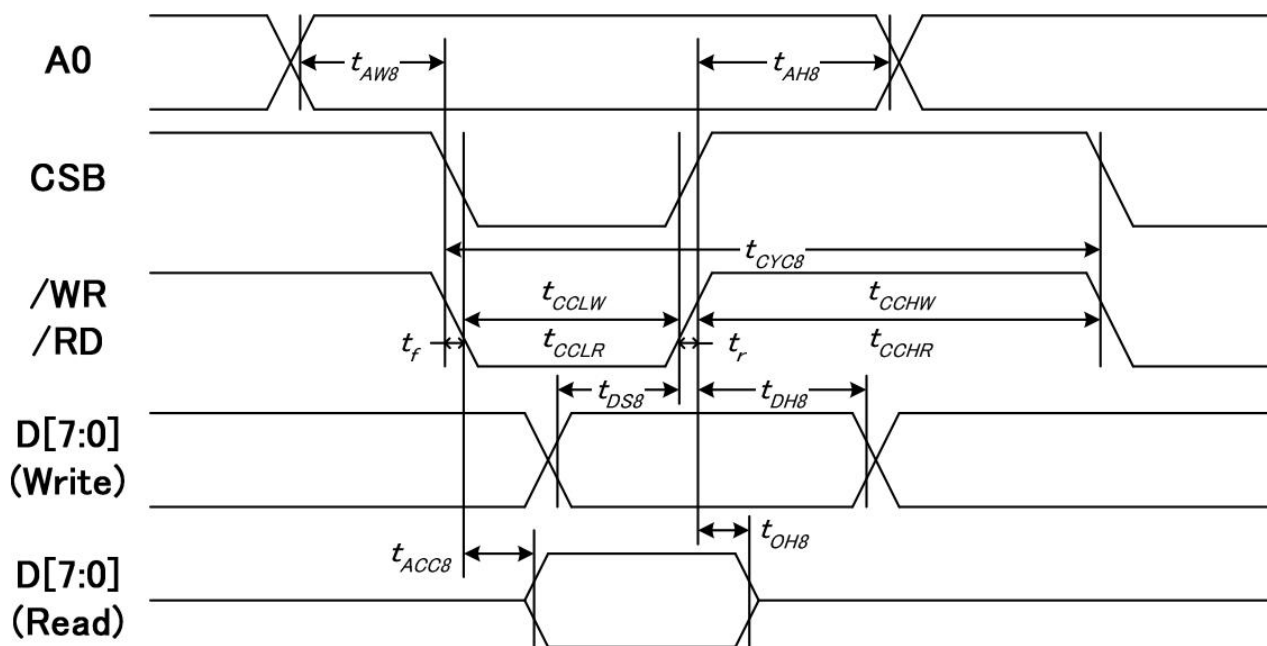 A0
t_AW8
t_AH8
CSB
t_CYC8
/WR
/RD
t_CCLW
t_CCHW
t_f
t_CCLR
t_r
t_CCHR
t_DS8
t_DH8
D[7:0]
(Write)
t_OH8
t_ACC8
D[7:0]
(Read)